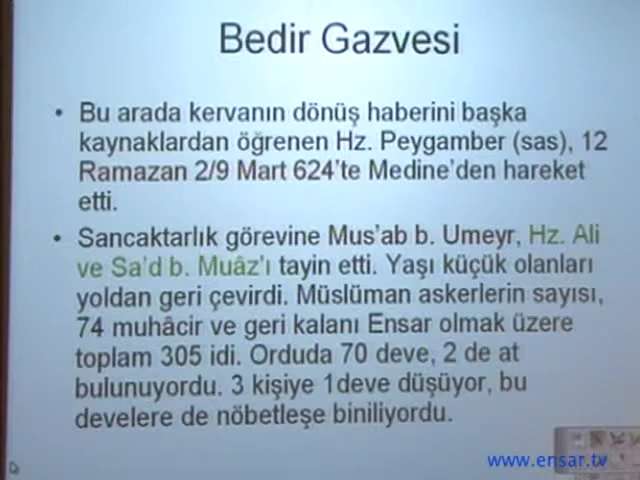 Bedir Gazvesi
• Bu arada kervanın dönüş haberini başka
kaynaklardan öğrenen Hz. Peygamber (sas), 12
Ramazan 2/9 Mart 624'te Medine'den hareket
etti.
• Sancaktarlık görevine Mus'ab b. Umeyr, Hz. Ali
ve Sa'd b. Muâz'ı tayin etti. Yaşı küçük olanları
yoldan geri çevirdi. Müslüman askerlerin sayısı,
74 muhâcir ve geri kalanı Ensar olmak üzere
toplam 305 idi. Orduda 70 deve, 2 de at
bulunuyordu. 3 kişiye 1deve düşüyor, bu
develere de nöbetleşe biniliyordu.
www.ensar.tv